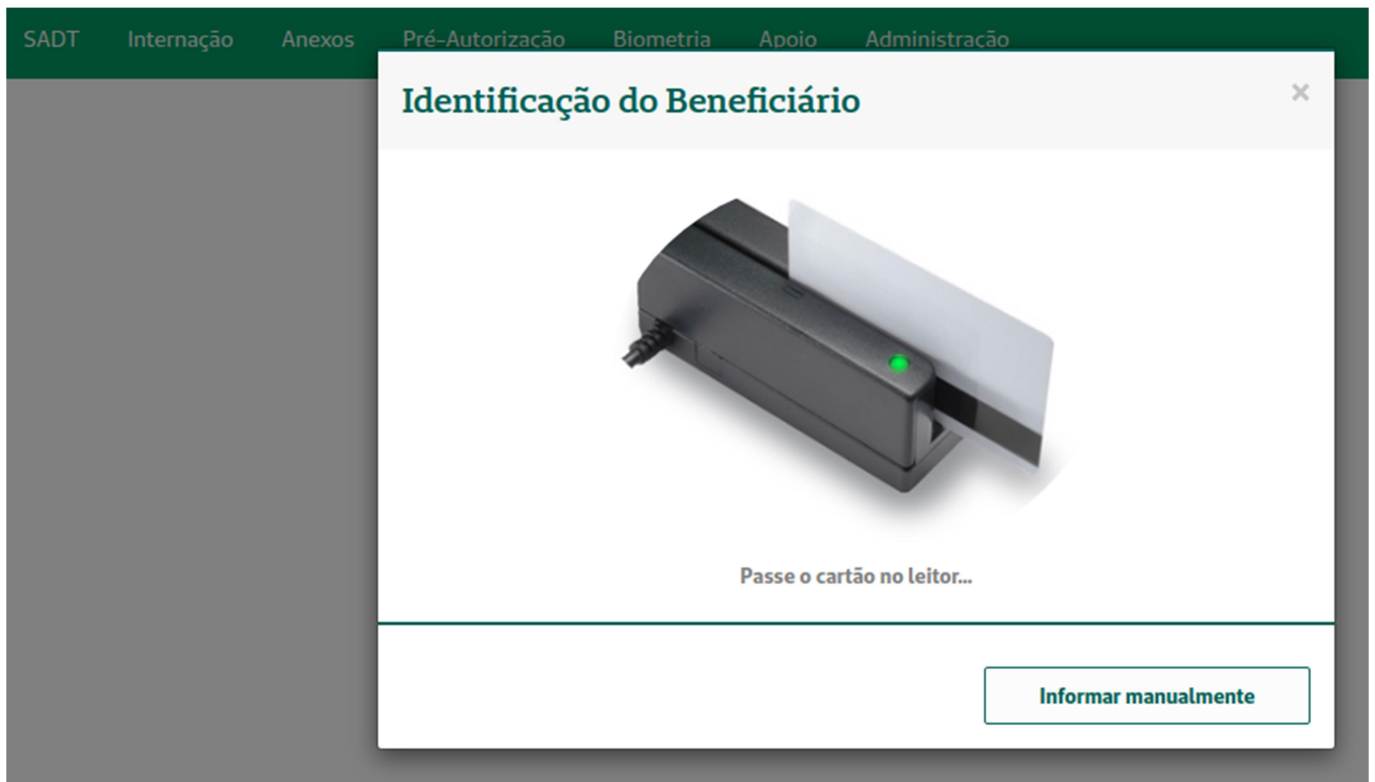 SADT Internação Anexos Pré-Autorização Biometria Apoio Administração
Identificação do Beneficiário ×
Passe o cartão no leitor...
Informar manualmente